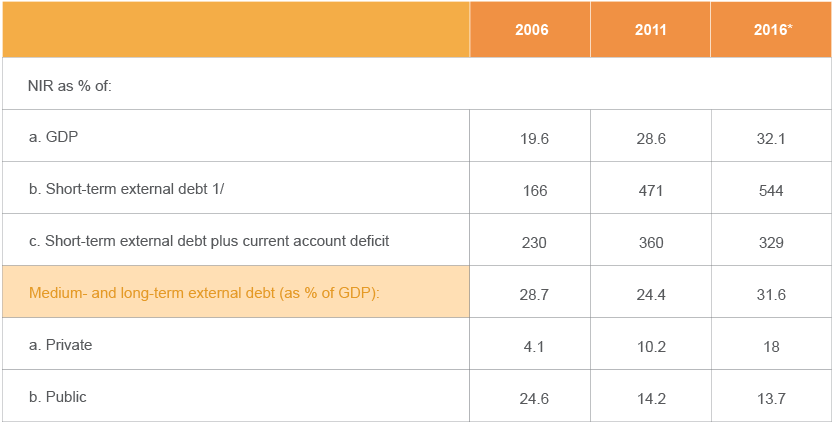 2006 2011 2016*
NIR as % of:
a. GDP 19.6 28.6 32.1
b. Short-term external debt 1/ 166 471 544
c. Short-term external debt plus current account deficit 230 360 329
Medium- and long-term external debt (as % of GDP): 28.7 24.4 31.6
a. Private 4.1 10.2 18
b. Public 24.6 14.2 13.7